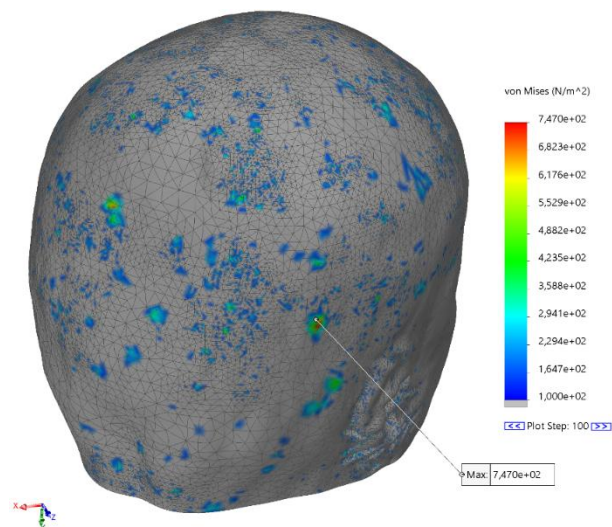 von Mises (N/m^2)
7,470e+02
6,823e+02
6,176e+02
5,529e+02
4,882e+02
4,235e+02
3,588e+02
2,941e+02
2,294e+02
1,647e+02
1,000e+02
<< Plot Step: 100 >>
Max: 7,470e+02
X
Z